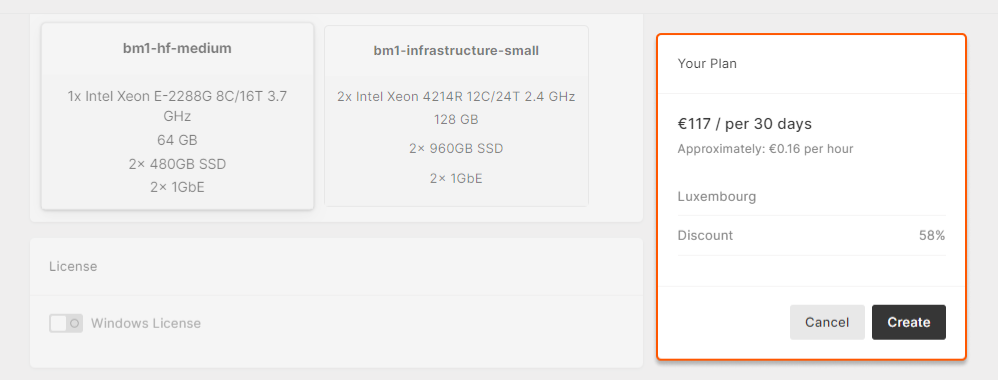 bm1-hf-medium
1x Intel Xeon E-2288G 8C/16T 3.7
GHz
64 GB
2× 480GB SSD
2× 1GbE
bm1-infrastructure-small
2x Intel Xeon 4214R 12C/24T 2.4 GHz
128 GB
2× 960GB SSD
2× 1GbE
License
Windows License
Your Plan
€117 / per 30 days
Approximately: €0.16 per hour
Luxembourg
Discount 58%
Cancel Create